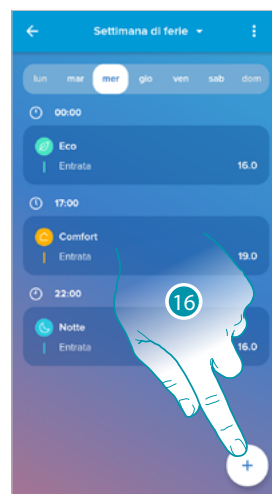 Settimana di ferie
lun mar mer gio ven sab dom
00:00
Eco
Entrata 16.0
17:00
C Comfort
Entrata 19.0
22:00
Notte
Entrata 16.0
16
+